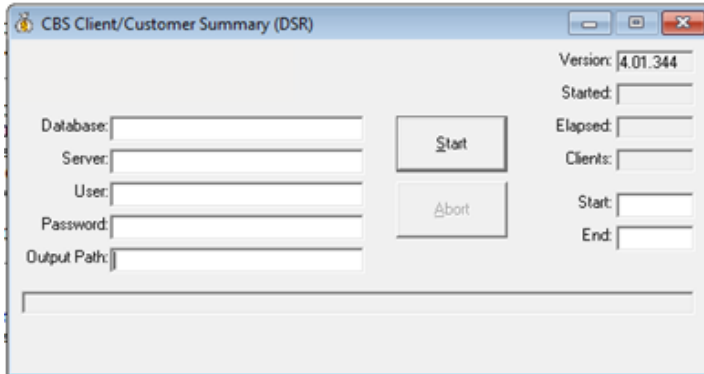 CBS Client/Customer Summary (DSR)
Version: 4.01.344
Started:
Database: Start Elapsed:
Server: Clients:
User: Abort Start:
Password: End:
Output Path: